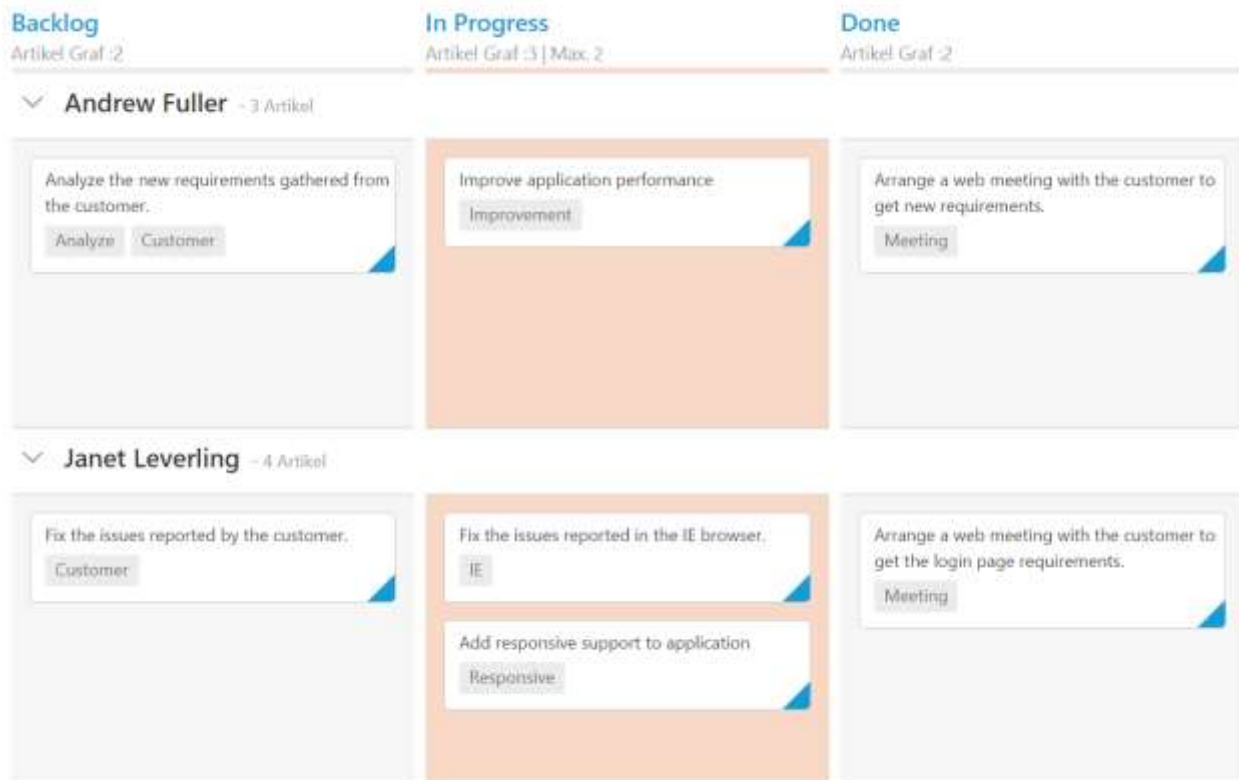 Backlog
In Progress
Done
Artikel Graf :2
Artikel Graf :3 | Max. 2
Artikel Graf :2
Andrew Fuller - 3 Artikel
Analyze the new requirements gathered from
the customer.
Analyze Customer
Improve application performance
Improvement
Arrange a web meeting with the customer to
get new requirements.
Meeting
Janet Leverling - 4 Artikel
Fix the issues reported by the customer.
Customer
Fix the issues reported in the IE browser.
IE
Add responsive support to application
Responsive
Arrange a web meeting with the customer to
get the login page requirements.
Meeting